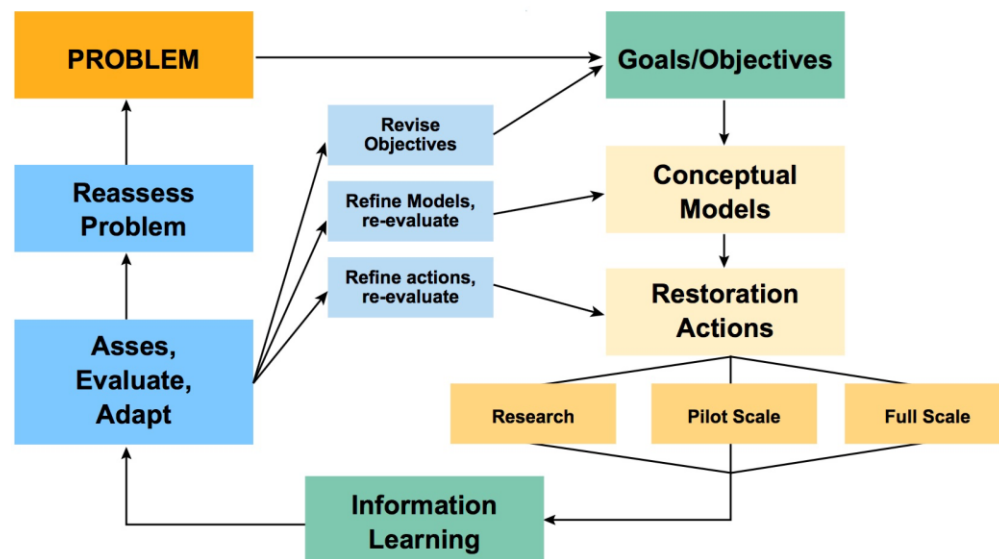 PROBLEM
Goals/Objectives
Revise
Objectives
Reassess
Problem
Refine Models,
re-evaluate
Conceptual
Models
Refine actions,
re-evaluate
Restoration
Actions
Asses,
Evaluate,
Adapt
Research
Pilot Scale
Full Scale
Information
Learning